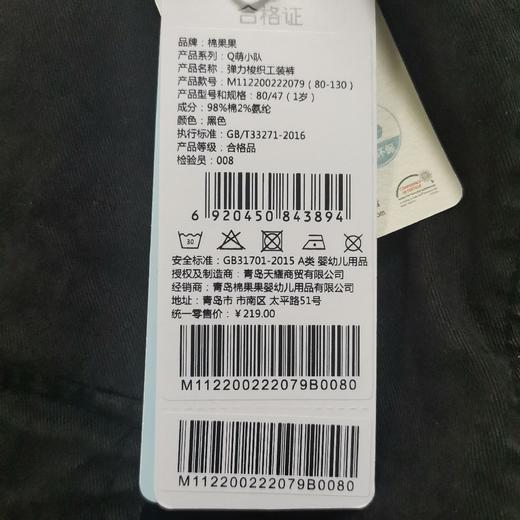 合格证
品牌：棉果果
产品系列：Q萌小队
产品名称：弹力梭织工装裤
产品款号：M112200222079（80-130）
产品型号和规格：80/47（1岁）
成分：98%棉2%氨纶
颜色：黑色
执行标准：GB/T33271-2016
产品等级：合格品
检验员：008
6 920450 843894
30
安全标准：GB31701-2015 A类 婴幼儿用品
授权及制造商：青岛天耀商贸有限公司
经销商：青岛棉果果婴幼儿用品有限公司
地址：青岛市 市南区 太平路51号
统一零售价：¥219.00
M112200222079B0080
M112200222079B0080